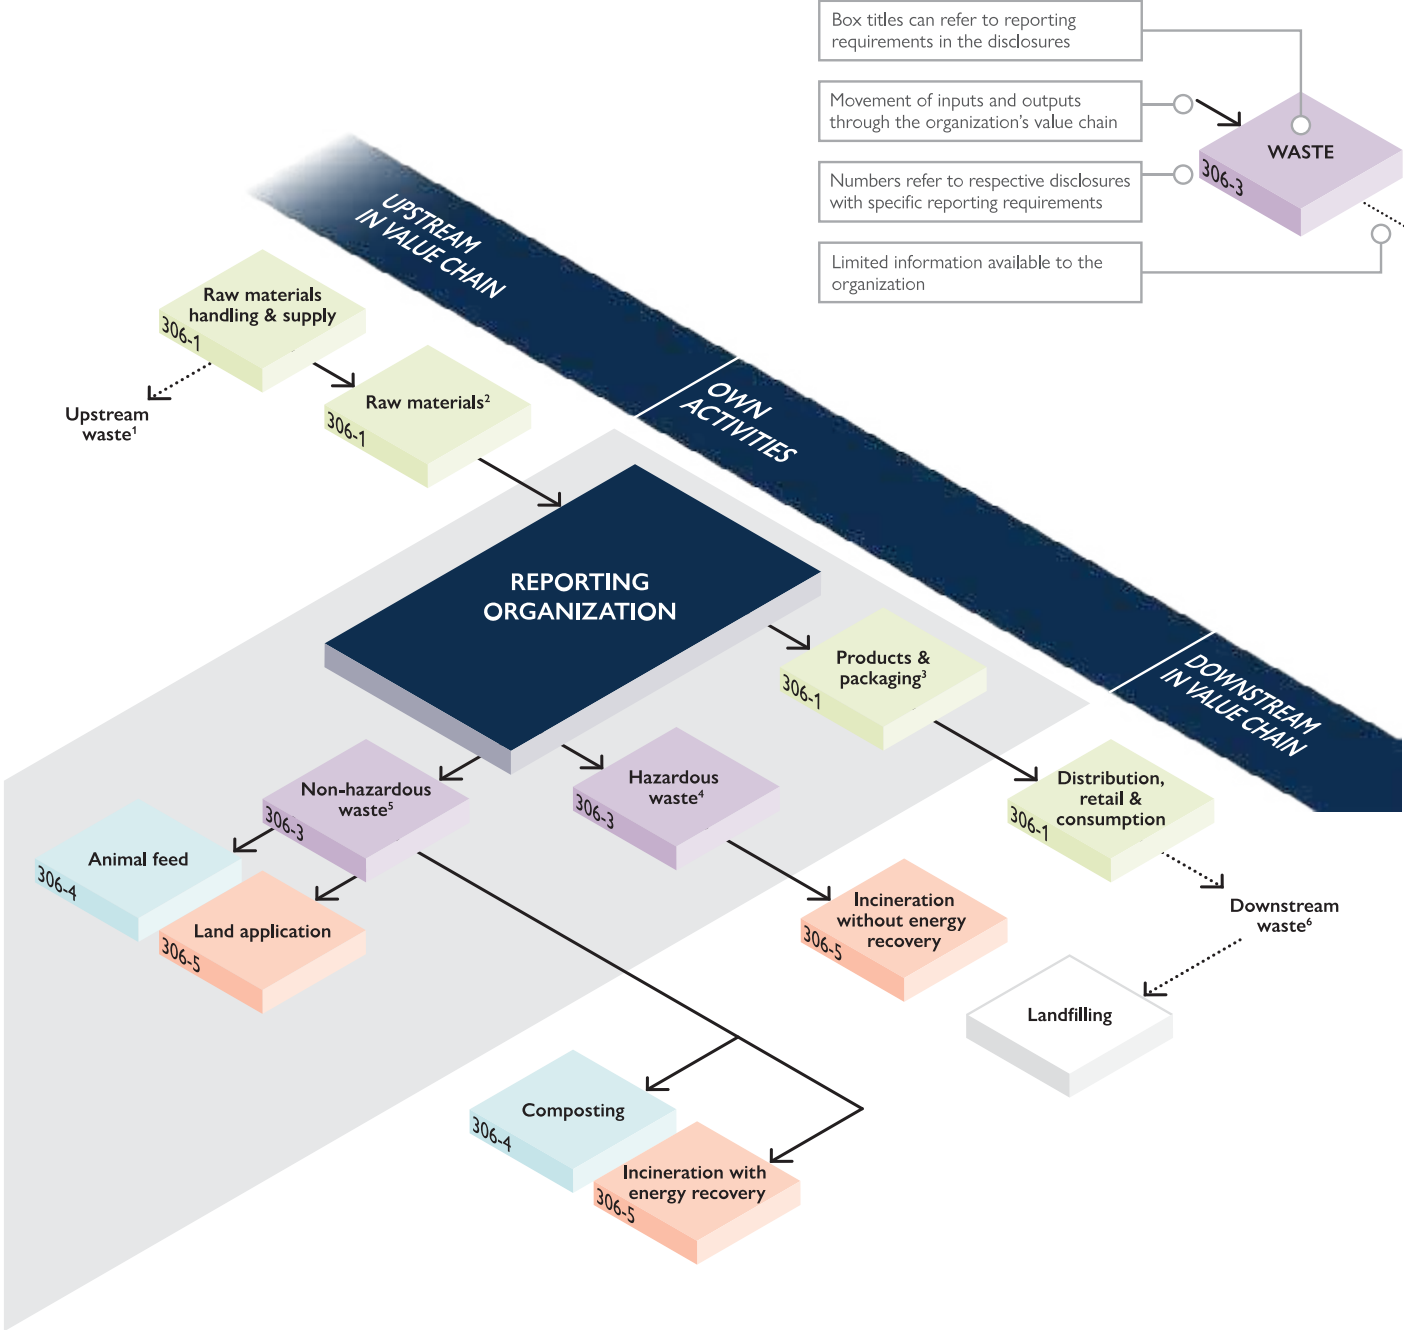 Box titles can refer to reporting
requirements in the disclosures
Movement of inputs and outputs
through the organization's value chain
Numbers refer to respective disclosures
with specific reporting requirements
Limited information available to the
organization
WASTE
306-3
UPSTREAM
IN VALUE CHAIN
OWN
ACTIVITIES
DOWNSTREAM
IN VALUE CHAIN
Raw materials
handling & supply
306-1
Upstream
waste¹
Raw materials²
306-1
REPORTING
ORGANIZATION
Products &
packaging³
306-1
Non-hazardous
waste⁵
306-3
Hazardous
waste⁴
306-3
Distribution,
retail &
consumption
306-1
Animal feed
306-4
Land application
306-5
Incineration
without energy
recovery
306-5
Downstream
waste⁶
Landfilling
Composting
306-4
Incineration with
energy recovery
306-5